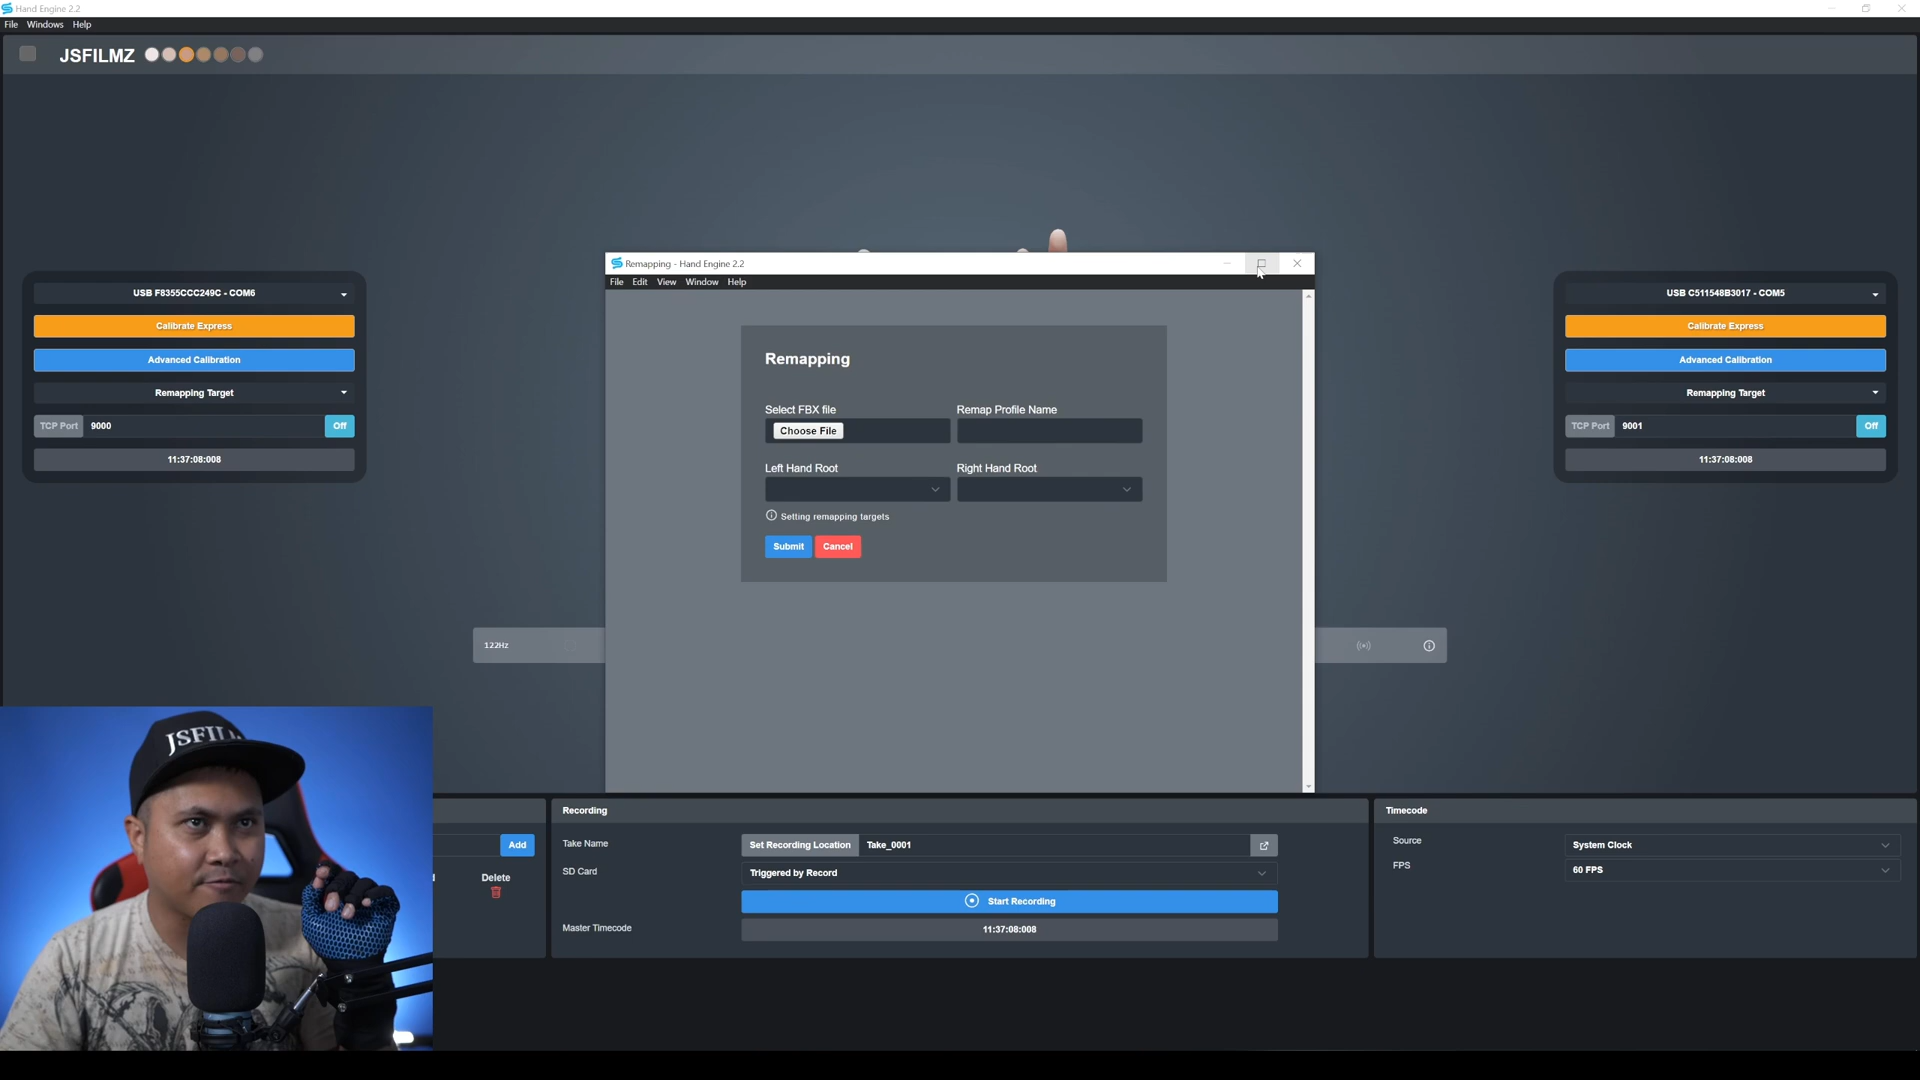 Hand Engine 2.2
File Windows Help
JSFILMZ
Remapping - Hand Engine 2.2
File Edit View Window Help
USB F8355CCC249C - COM6
Calibrate Express
Advanced Calibration
Remapping Target
TCP Port 9000 Off
11:37:08:008
Remapping
Select FBX file Remap Profile Name
Choose File
Left Hand Root Right Hand Root
Setting remapping targets
Submit Cancel
USB C511548B3017 - COM5
Calibrate Express
Advanced Calibration
Remapping Target
TCP Port 9001 Off
11:37:08:008
122Hz
JSFIL
Add
Delete
Recording
Take Name Set Recording Location Take_0001
SD Card Triggered by Record
Start Recording
Master Timecode 11:37:08:008
Timecode
Source System Clock
FPS 60 FPS